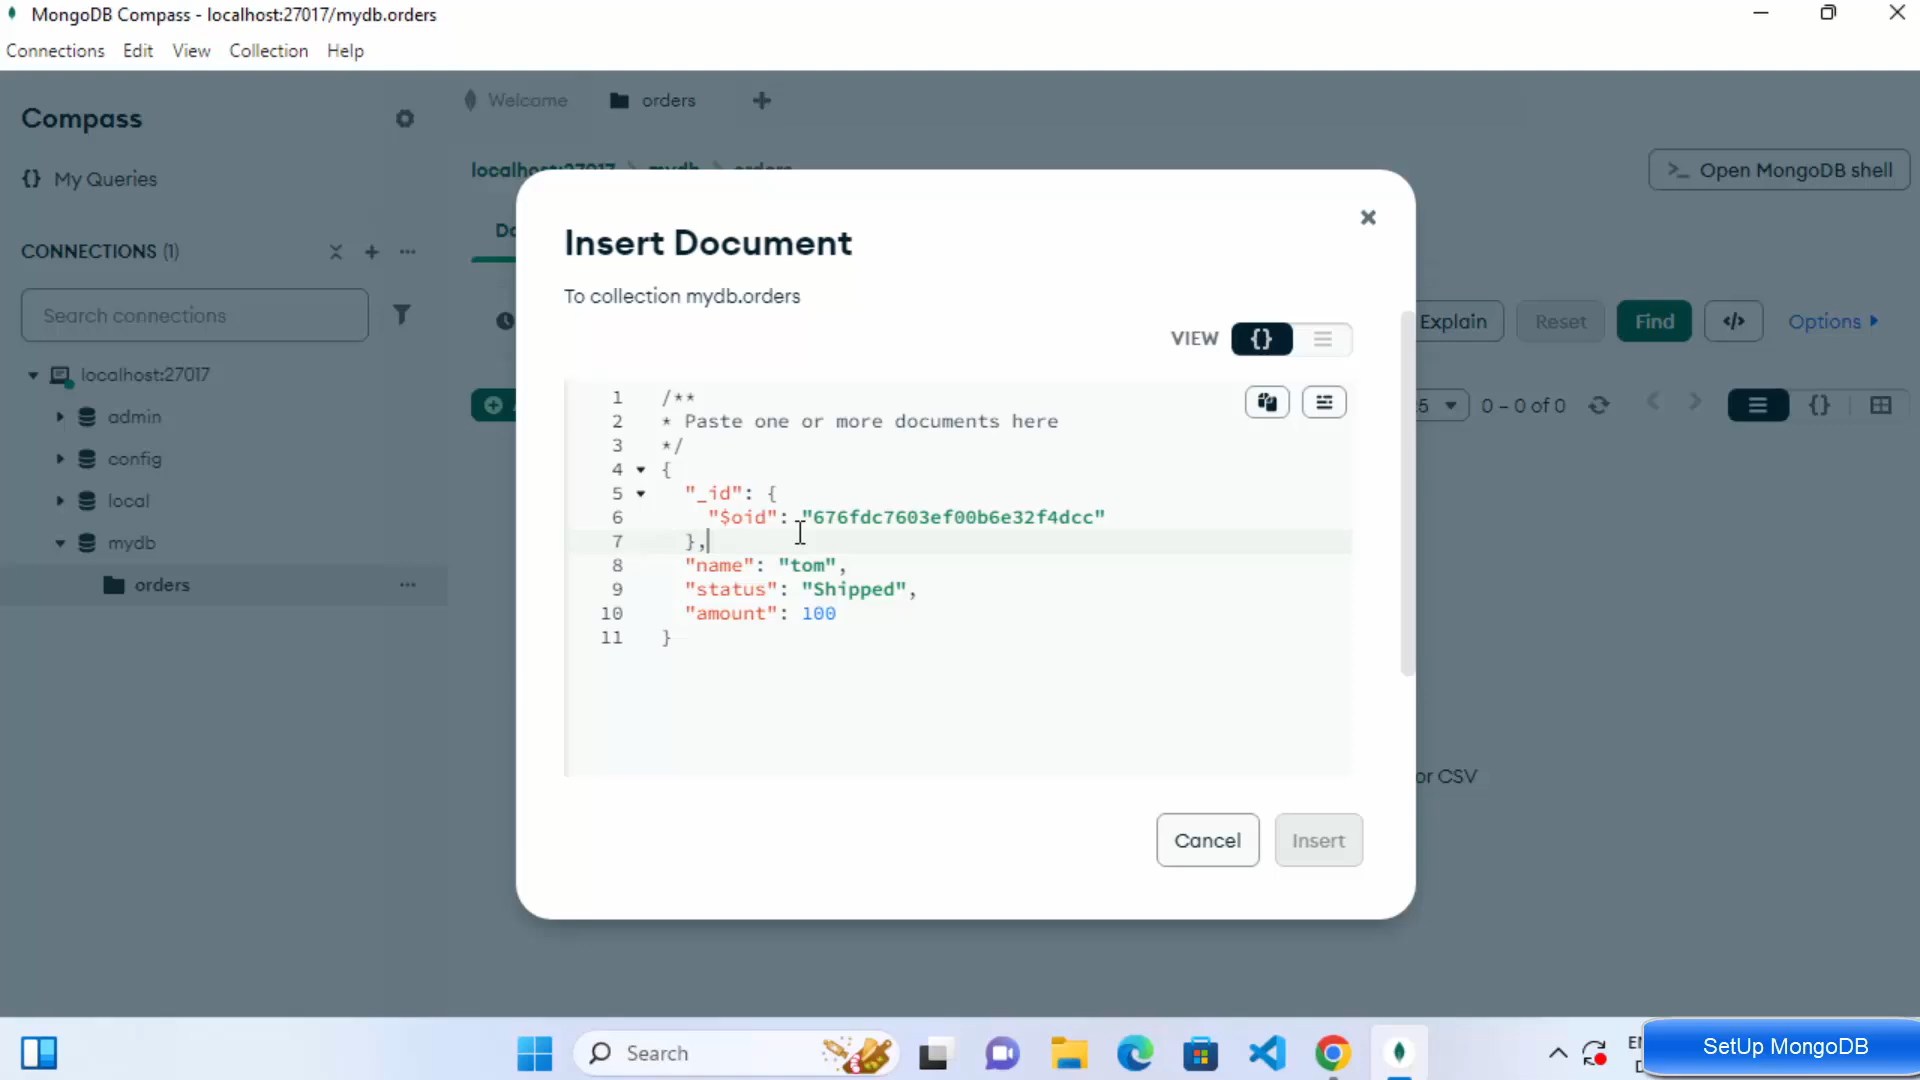 MongoDB Compass - localhost:27017/mydb.orders
Connections Edit View Collection Help
Compass
Welcome
orders
My Queries
localhost:27017 > mydb > orders
>_ Open MongoDB shell
CONNECTIONS (1)
Search connections
Explain
Reset
Find
</>
Options
localhost:27017
admin
config
local
mydb
orders
0 – 0 of 0
{}
or CSV
Insert Document
To collection mydb.orders
VIEW {}
1 /**
2 * Paste one or more documents here
3 */
4 {
5 "_id": {
6 "$oid": "676fdc7603ef00b6e32f4dcc"
7 },
8 "name": "tom",
9 "status": "Shipped",
10 "amount": 100
11 }
Cancel
Insert
Search
SetUp MongoDB